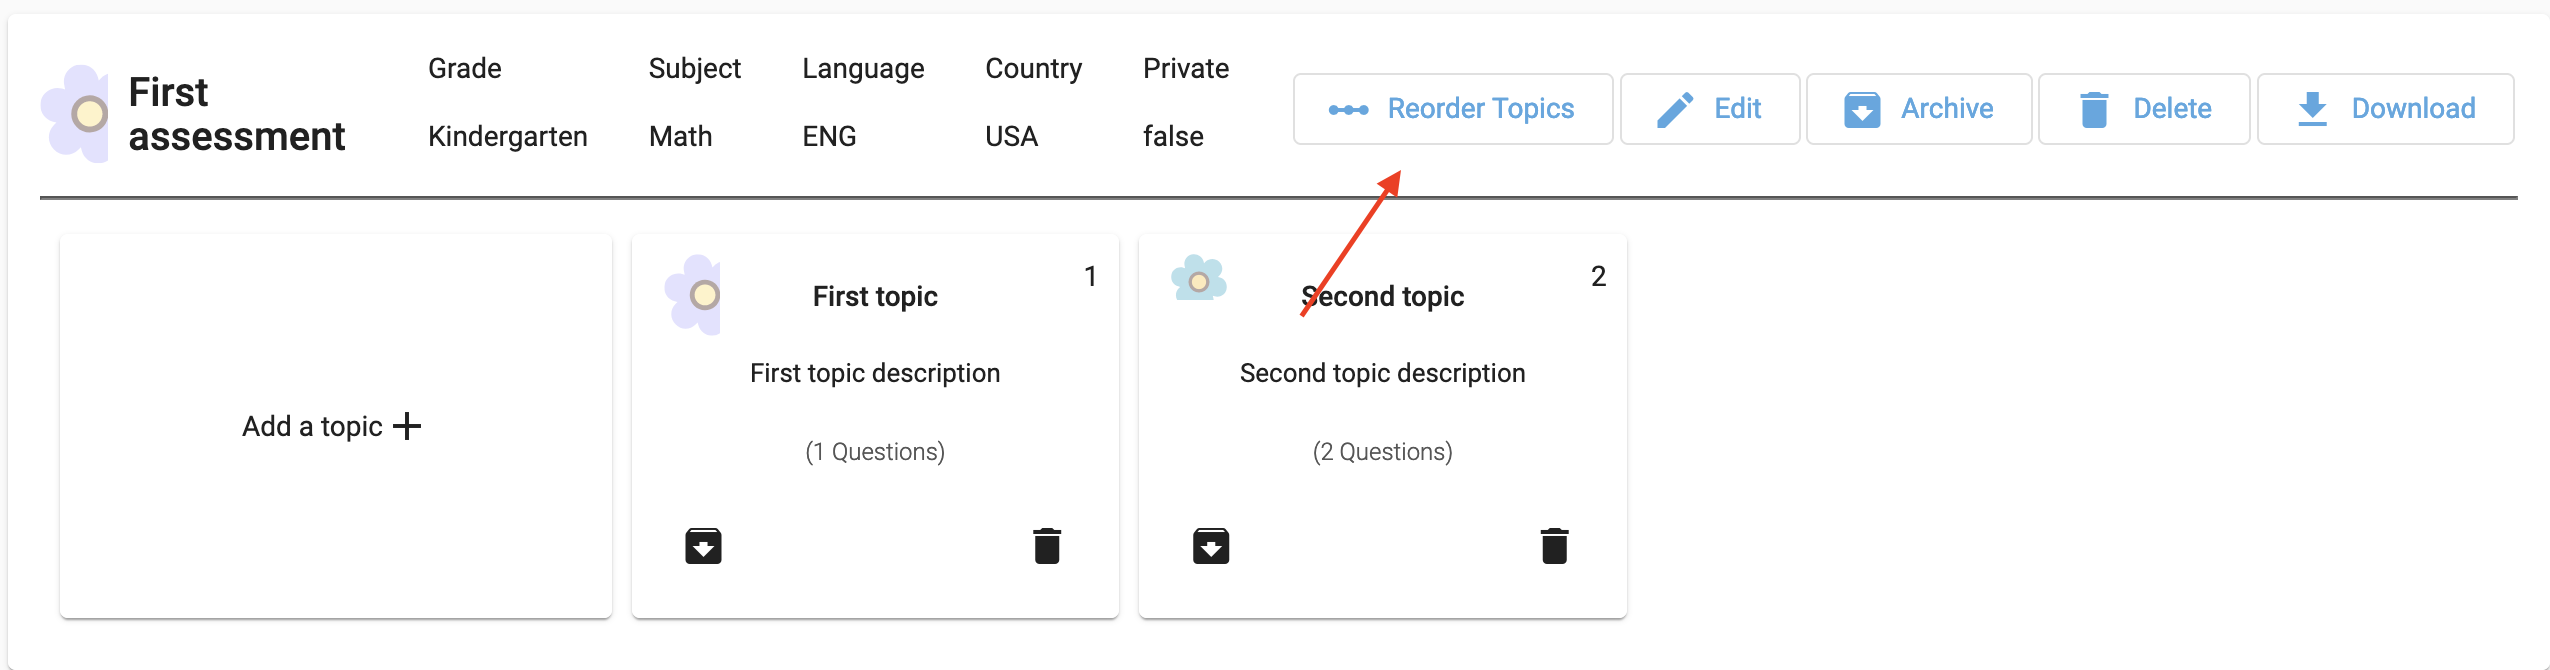 First
assessment
Grade
Kindergarten
Subject
Math
Language
ENG
Country
USA
Private
false
Reorder Topics
Edit
Archive
Delete
Download
Add a topic
First topic
1
First topic description
(1 Questions)
Second topic
2
Second topic description
(2 Questions)